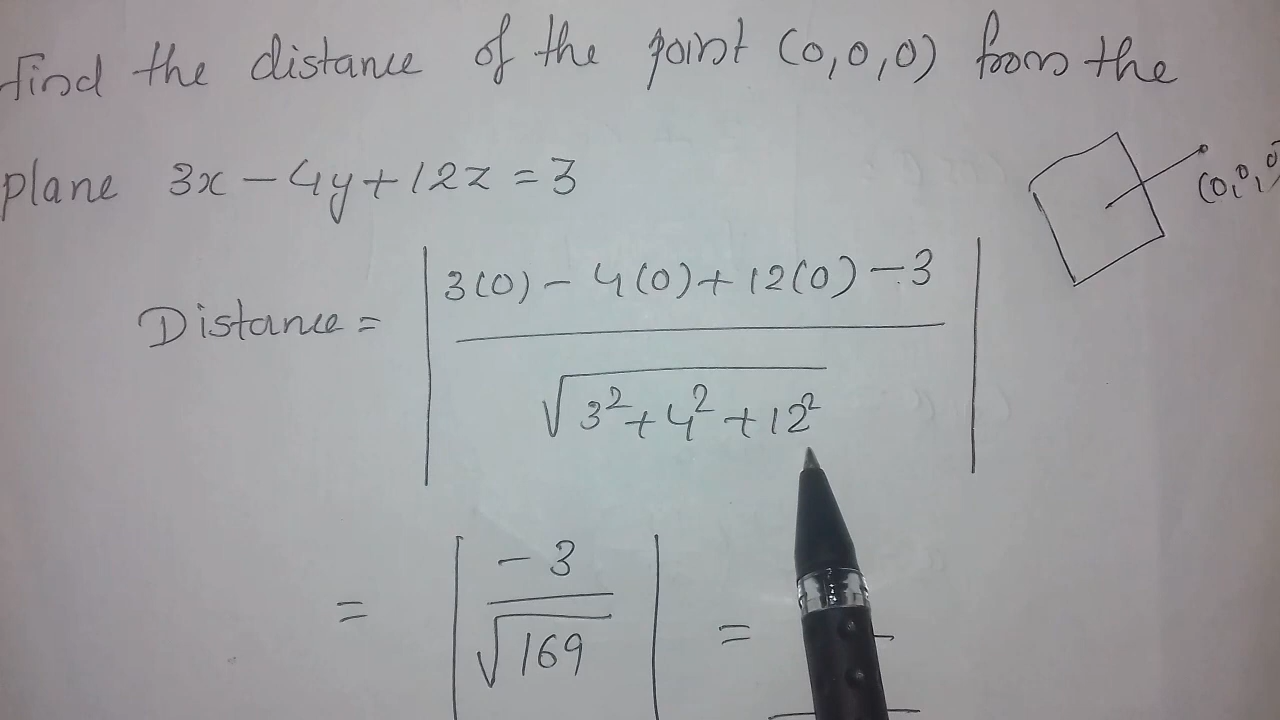 Find the distance of the point (0,0,0) from the
plane 3x - 4y + 12z = 3
(0,0,0)
Distance = | 3(0) - 4(0) + 12(0) - 3 / √3² + 4² + 12² |
= | -3 / √169 | =